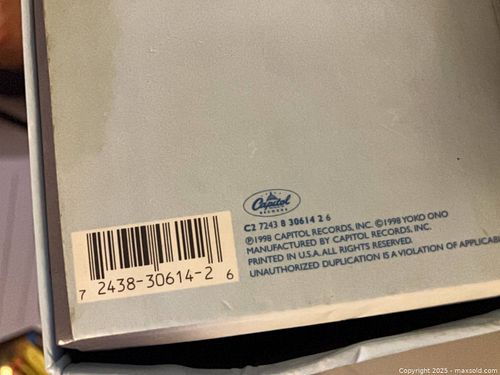 Capitol
RECORDS
C2 7243 8 30614 2 6
℗1998 CAPITOL RECORDS, INC. ©1998 YOKO ONO
MANUFACTURED BY CAPITOL RECORDS, INC.
PRINTED IN U.S.A. ALL RIGHTS RESERVED.
UNAUTHORIZED DUPLICATION IS A VIOLATION OF APPLICAB
7 2438-30614-2 6
Copyright 2025 - maxsold.com